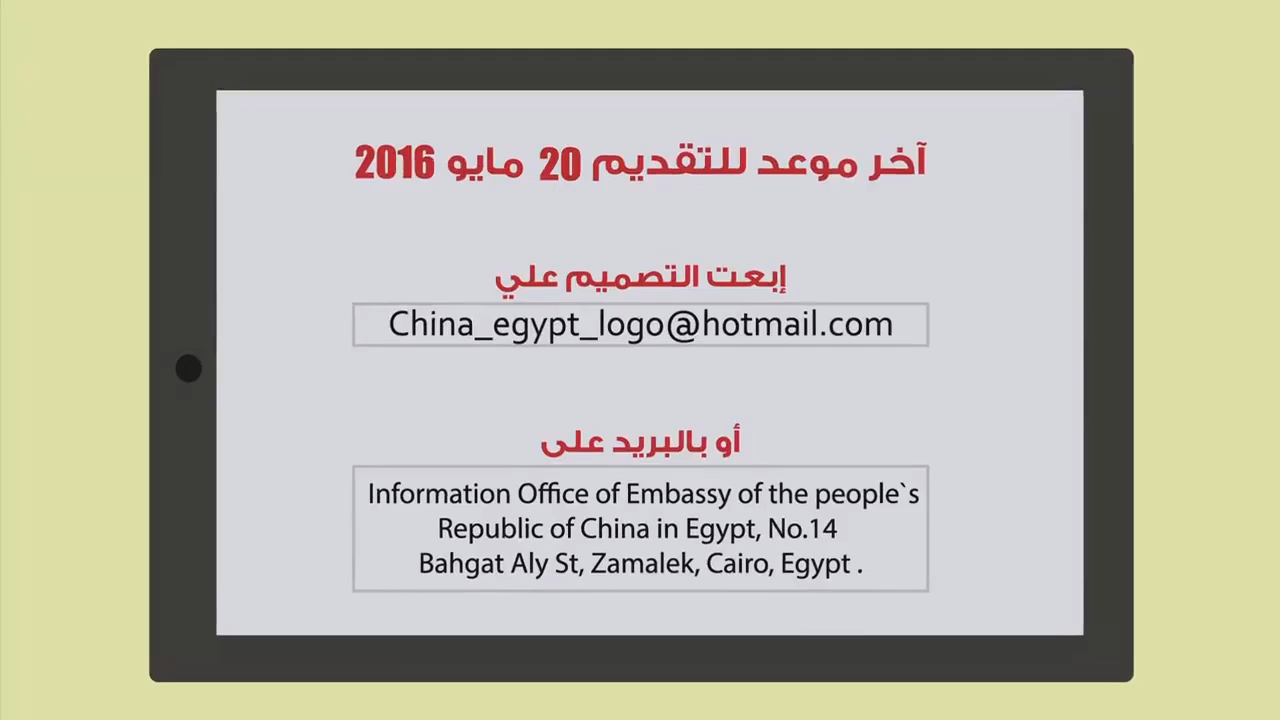 آخر موعد للتقديم 20 مايو 2016
إبعت التصميم علي
China_egypt_logo@hotmail.com
أو بالبريد على
Information Office of Embassy of the people`s
Republic of China in Egypt, No.14
Bahgat Aly St, Zamalek, Cairo, Egypt .